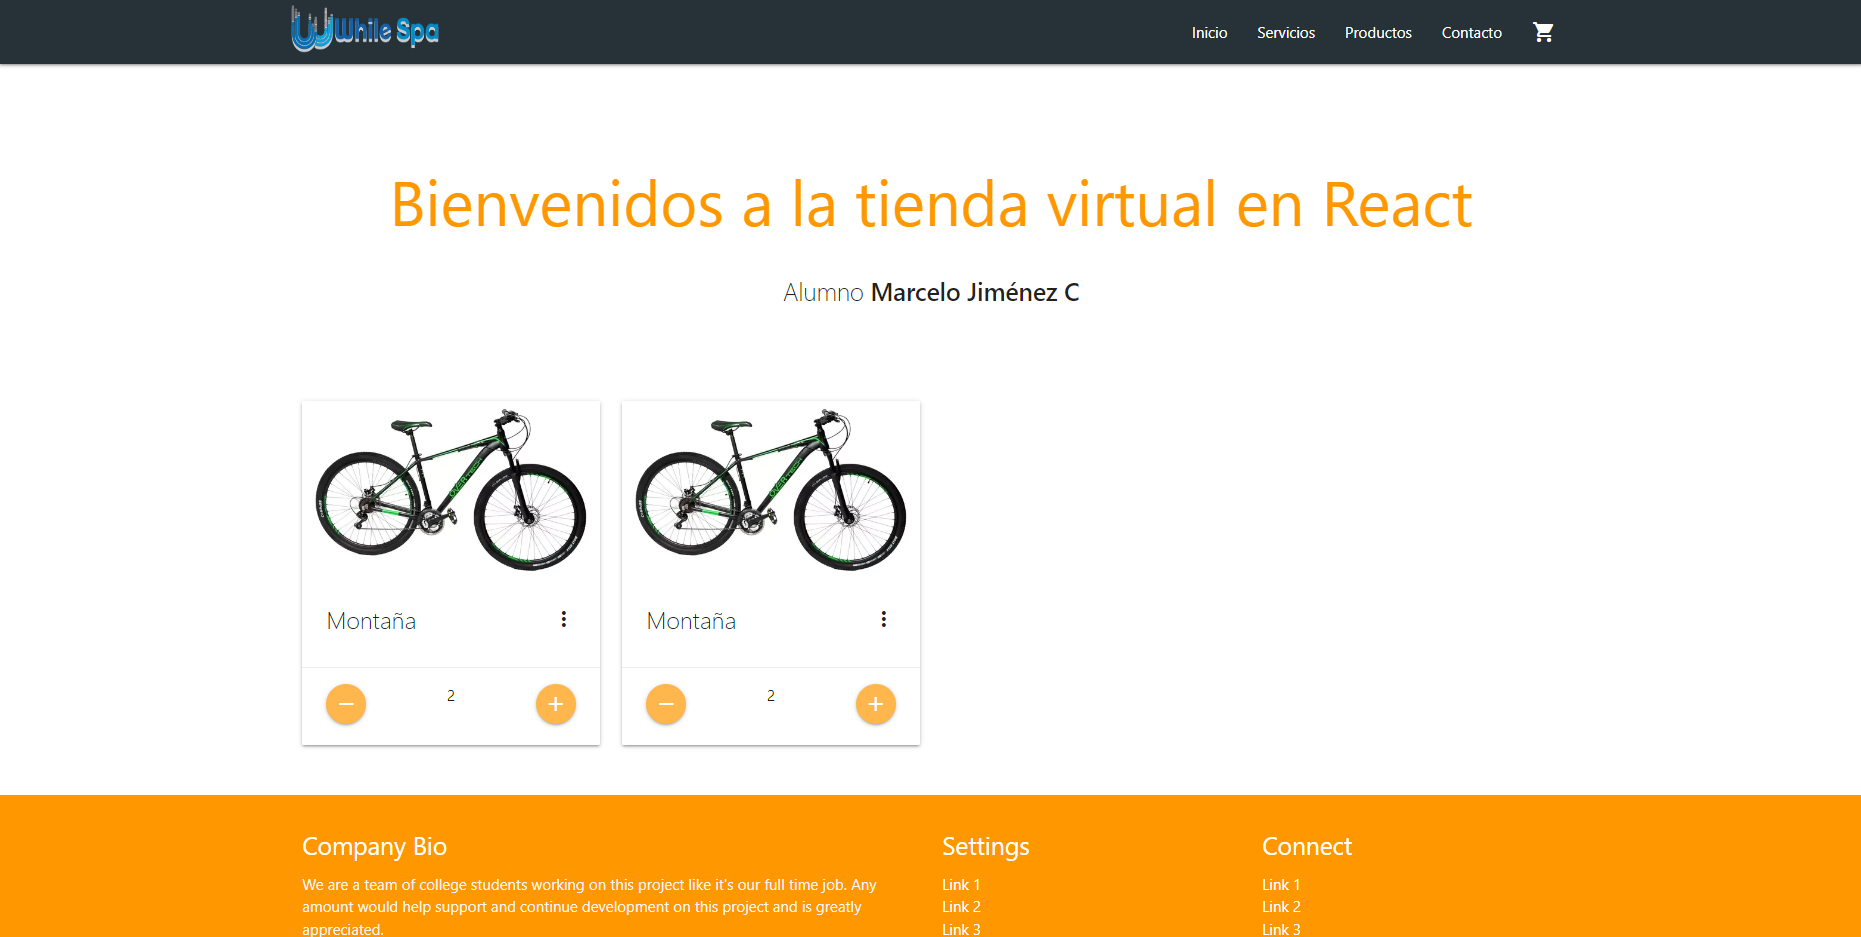 While Spa
Inicio Servicios Productos Contacto
Bienvenidos a la tienda virtual en React
Alumno Marcelo Jiménez C
Montaña
2
Montaña
2
Company Bio
We are a team of college students working on this project like it's our full time job. Any
amount would help support and continue development on this project and is greatly
appreciated.
Settings
Link 1
Link 2
Link 3
Connect
Link 1
Link 2
Link 3